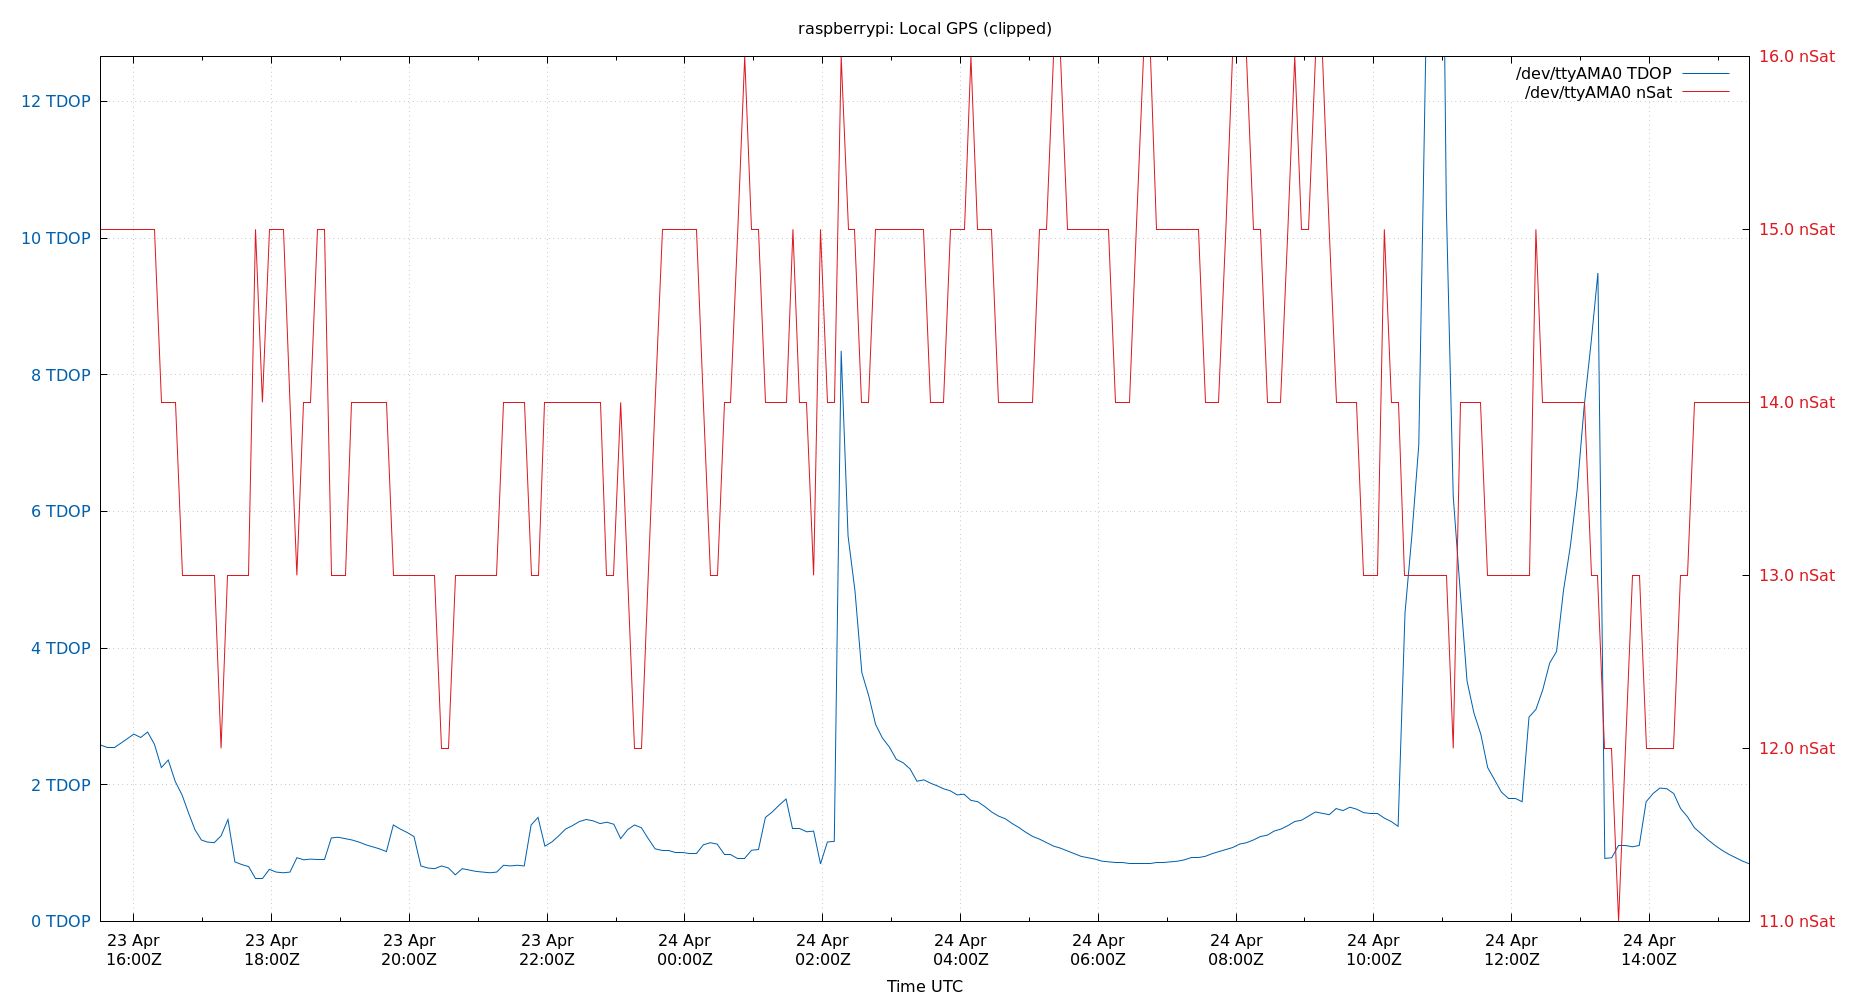 raspberrypi: Local GPS (clipped)
/dev/ttyAMA0 TDOP
/dev/ttyAMA0 nSat
12 TDOP
10 TDOP
8 TDOP
6 TDOP
4 TDOP
2 TDOP
0 TDOP
16.0 nSat
15.0 nSat
14.0 nSat
13.0 nSat
12.0 nSat
11.0 nSat
23 Apr 23 Apr 23 Apr 23 Apr 24 Apr 24 Apr 24 Apr 24 Apr 24 Apr 24 Apr 24 Apr 24 Apr
16:00Z 18:00Z 20:00Z 22:00Z 00:00Z 02:00Z 04:00Z 06:00Z 08:00Z 10:00Z 12:00Z 14:00Z
Time UTC